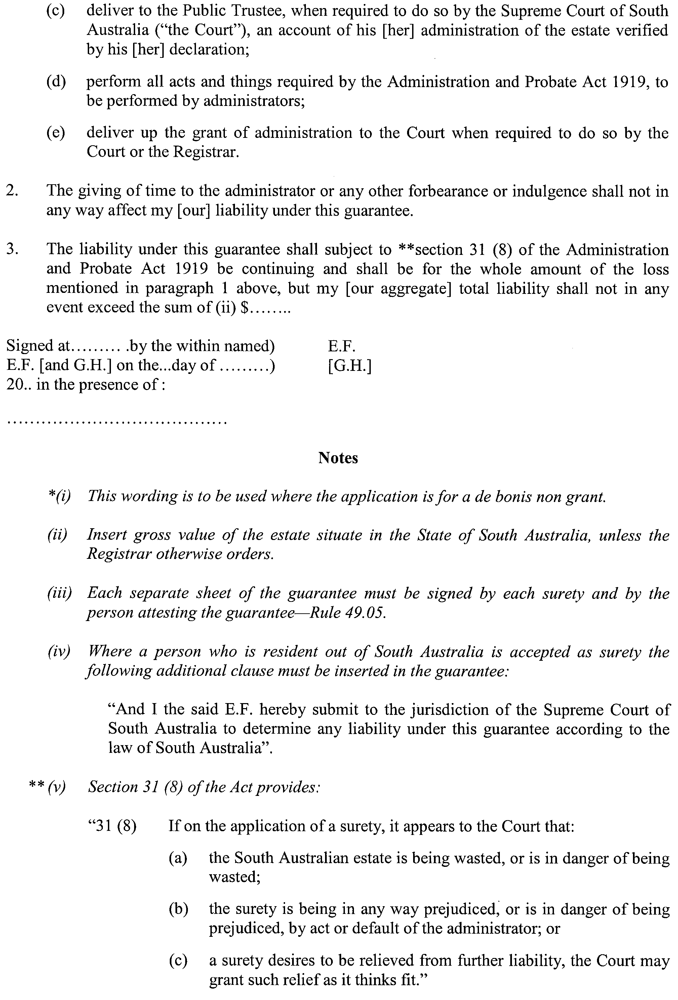 (c) deliver to the Public Trustee, when required to do so by the Supreme Court of South
Australia (“the Court”), an account of his [her] administration of the estate verified
by his [her] declaration;
(d) perform all acts and things required by the Administration and Probate Act 1919, to
be performed by administrators;
(e) deliver up the grant of administration to the Court when required to do so by the
Court or the Registrar.
2. The giving of time to the administrator or any other forbearance or indulgence shall not in
any way affect my [our] liability under this guarantee.
3. The liability under this guarantee shall subject to **section 31 (8) of the Administration
and Probate Act 1919 be continuing and shall be for the whole amount of the loss
mentioned in paragraph 1 above, but my [our aggregate] total liability shall not in any
event exceed the sum of (ii) $........
Signed at......... .by the within named) E.F.
E.F. [and G.H.] on the...day of .........) [G.H.]
20.. in the presence of :
.......................................
Notes
*(i) This wording is to be used where the application is for a de bonis non grant.
(ii) Insert gross value of the estate situate in the State of South Australia, unless the
Registrar otherwise orders.
(iii) Each separate sheet of the guarantee must be signed by each surety and by the
person attesting the guarantee—Rule 49.05.
(iv) Where a person who is resident out of South Australia is accepted as surety the
following additional clause must be inserted in the guarantee:
“And I the said E.F. hereby submit to the jurisdiction of the Supreme Court of
South Australia to determine any liability under this guarantee according to the
law of South Australia”.
** (v) Section 31 (8) of the Act provides:
“31 (8) If on the application of a surety, it appears to the Court that:
(a) the South Australian estate is being wasted, or is in danger of being
wasted;
(b) the surety is being in any way prejudiced, or is in danger of being
prejudiced, by act or default of the administrator; or
(c) a surety desires to be relieved from further liability, the Court may
grant such relief as it thinks fit.”